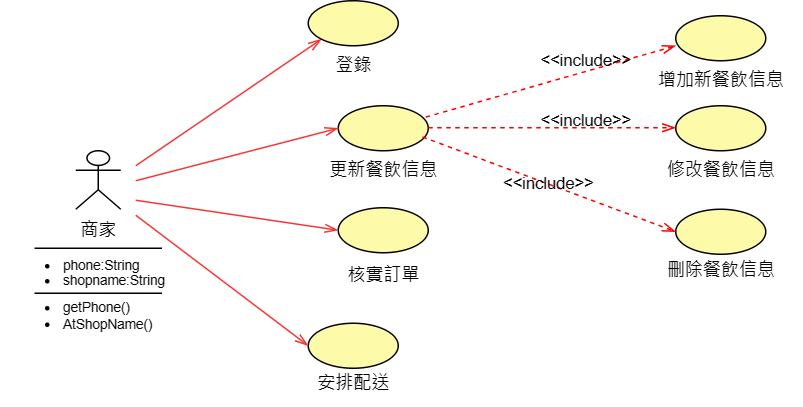 登錄
<<include>>
增加新餐飲信息
更新餐飲信息
<<include>>
修改餐飲信息
<<include>>
刪除餐飲信息
商家
phone:String
shopname:String
getPhone()
AtShopName()
核實訂單
安排配送